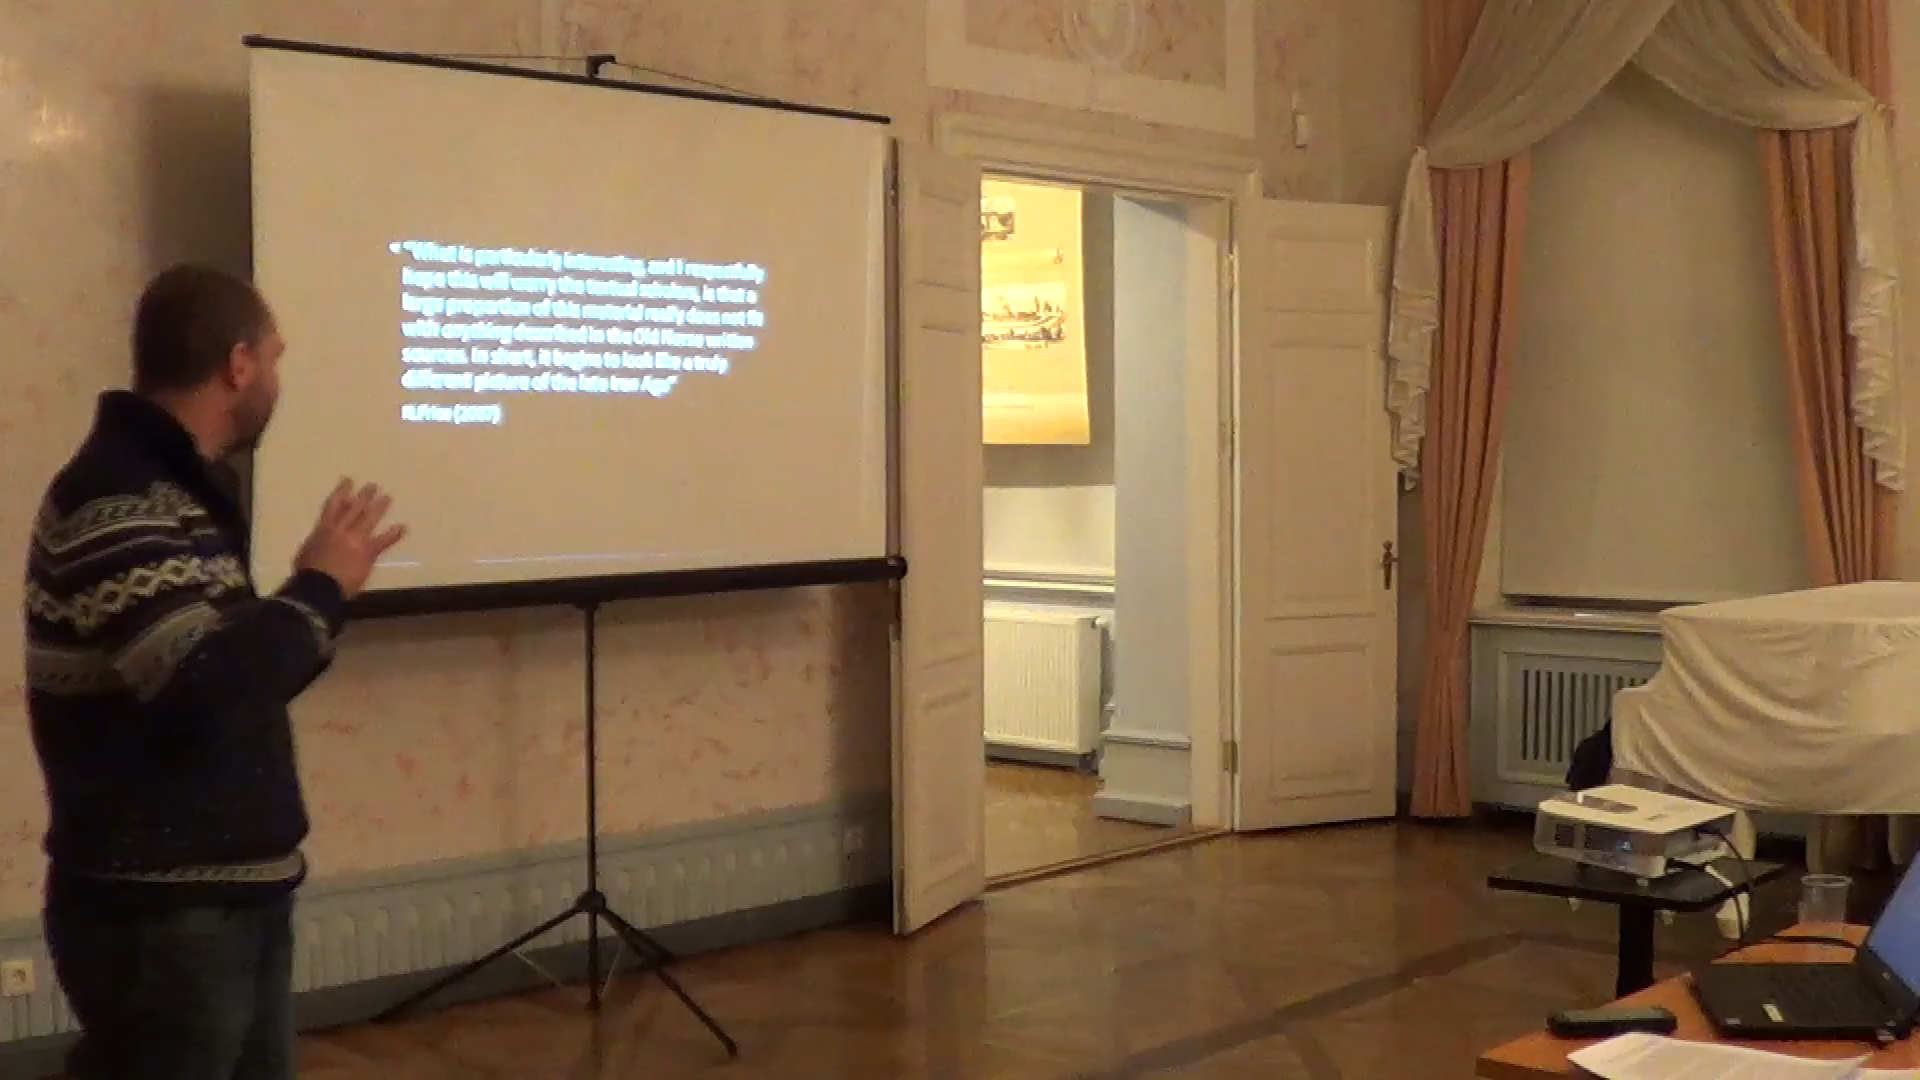 • "What is particularly interesting, and I respectfully
hope this will worry the textual scholars, is that a
large proportion of this material really does not fit
with anything described in the Old Norse written
sources. In short, it begins to look like a truly
different picture of the late Iron Age"
N.Price (2007)